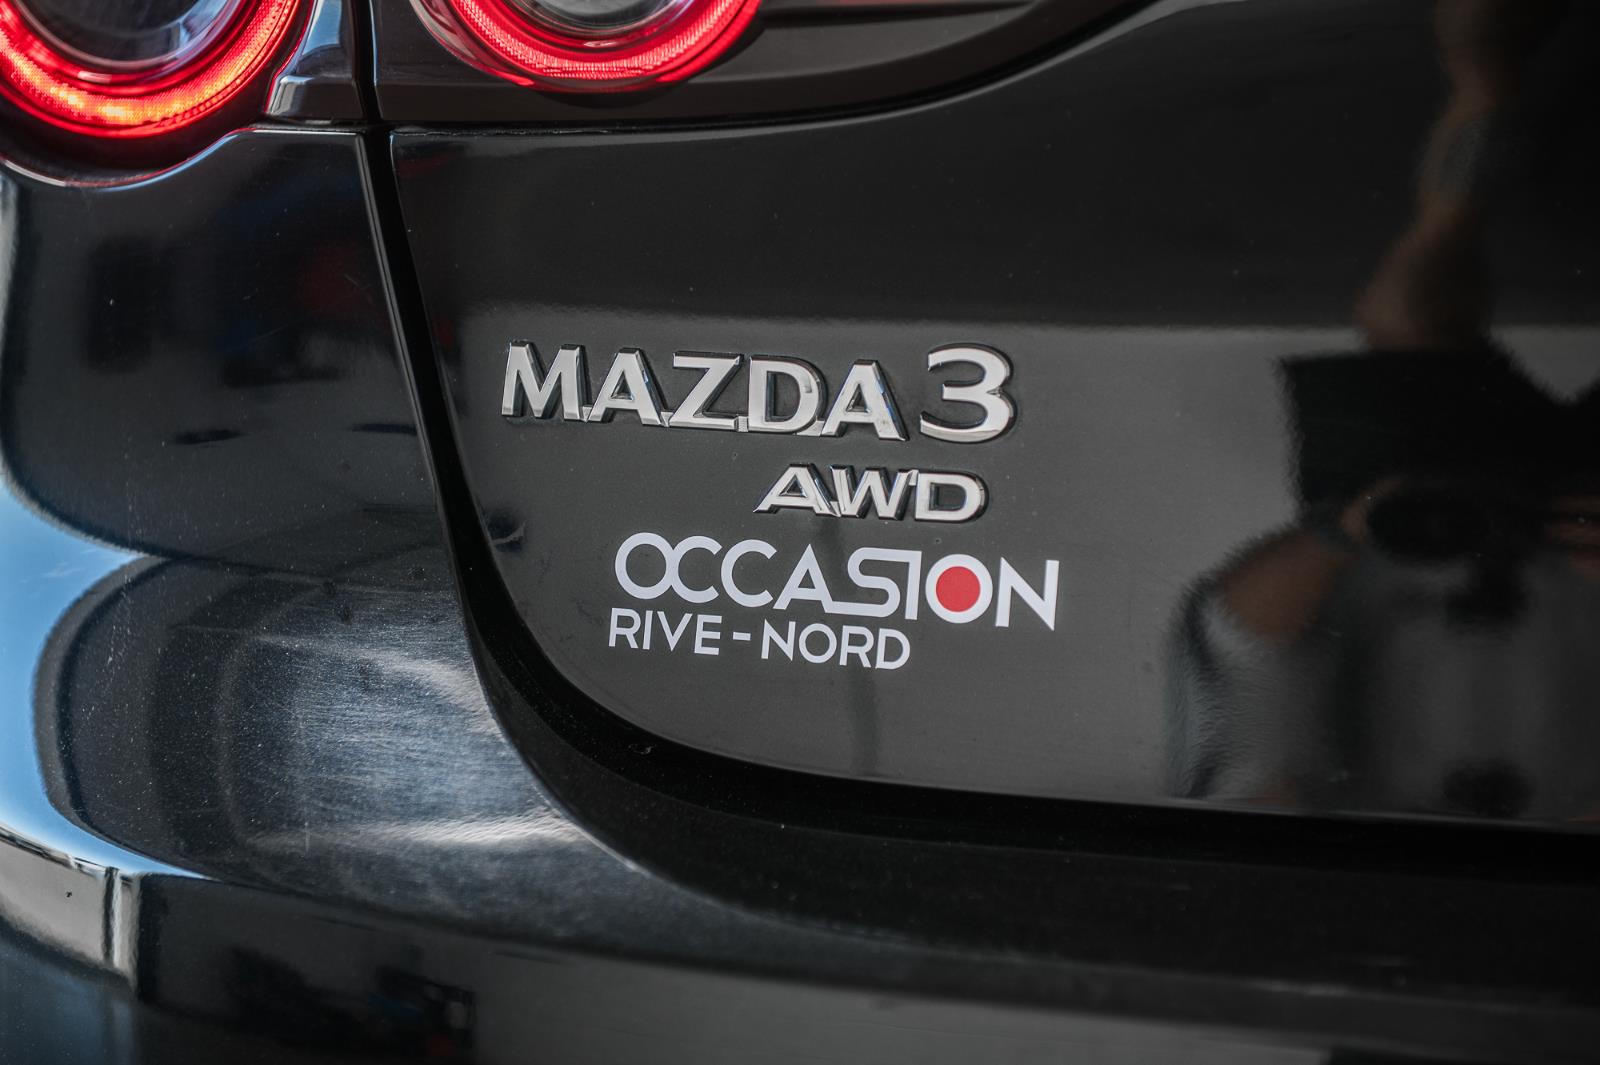 MAZDA 3
AWD
OCCASION
RIVE-NORD